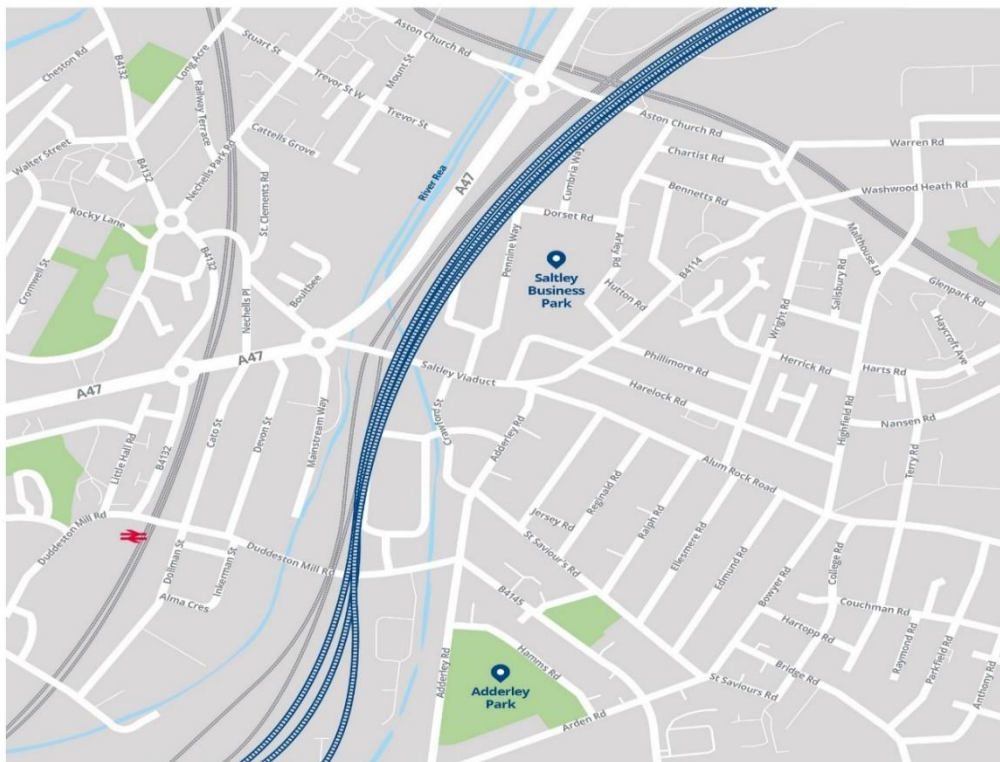 Aston Church Rd
Stuart St
Cheston Rd
B4132
Long Acre
Mount St
Trevor St W
Trevor St
Railway Terrace
Cattells Grove
Walter Street
B4132
Nechells Park Rd
River Rea
A47
Aston Church Rd
Cumbria Way
Chartist Rd
Warren Rd
Bennetts Rd
Washwood Heath Rd
St. Clements Rd
Rocky Lane
B4132
Dorset Rd
Pennine Way
Arley Rd
B4114
Malthouse Ln
Saltley
Business
Park
Cromwell St
Boultbee
Nechells Pl
Hutton Rd
Salisbury Rd
Glenpark Rd
Wright Rd
Haycroft Ave
A47
A47
Saltley Viaduct
Phillimore Rd
Herrick Rd
Harts Rd
Harelock Rd
Highfield Rd
Nansen Rd
Little Hall Rd
B4132
Cato St
Devon St
Mainstream Way
Crawford St
Adderley Rd
Alum Rock Road
Terry Rd
Reginald Rd
Jersey Rd
Ralph Rd
Ellesmere Rd
Edmund Rd
Duddeston Mill Rd
Dollman St
Inkerman St
Duddeston Mill Rd
St Saviour's Rd
Bowyer Rd
College Rd
Alma Cres
B4145
Couchman Rd
Hartopp Rd
Raymond Rd
Parkfield Rd
Anthony Rd
Hamms Rd
Bridge Rd
Adderley Rd
Adderley
Park
St Saviours Rd
Arden Rd